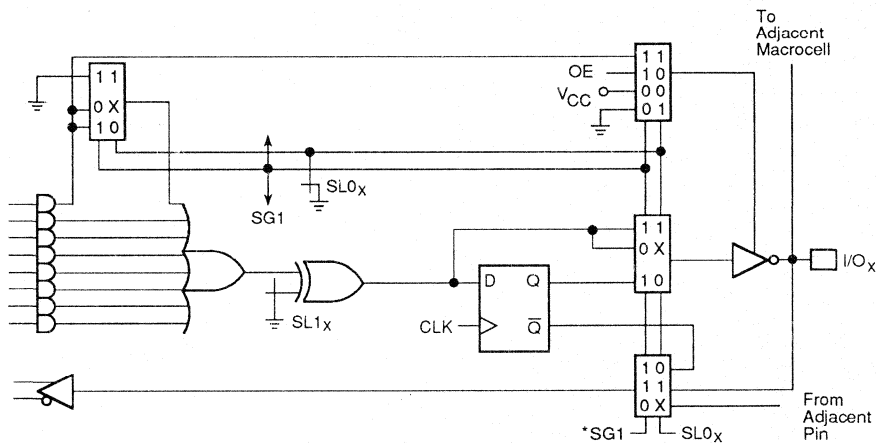 To
Adjacent
Macrocell
1 1
0 X
1 0
OE
VCC
1 1
1 0
0 0
0 1
SL0X
SG1
1 1
0 X
1 0
I/OX
D Q
CLK Q̅
SL1X
1 0
1 1
0 X
From
Adjacent
Pin
*SG1 SL0X